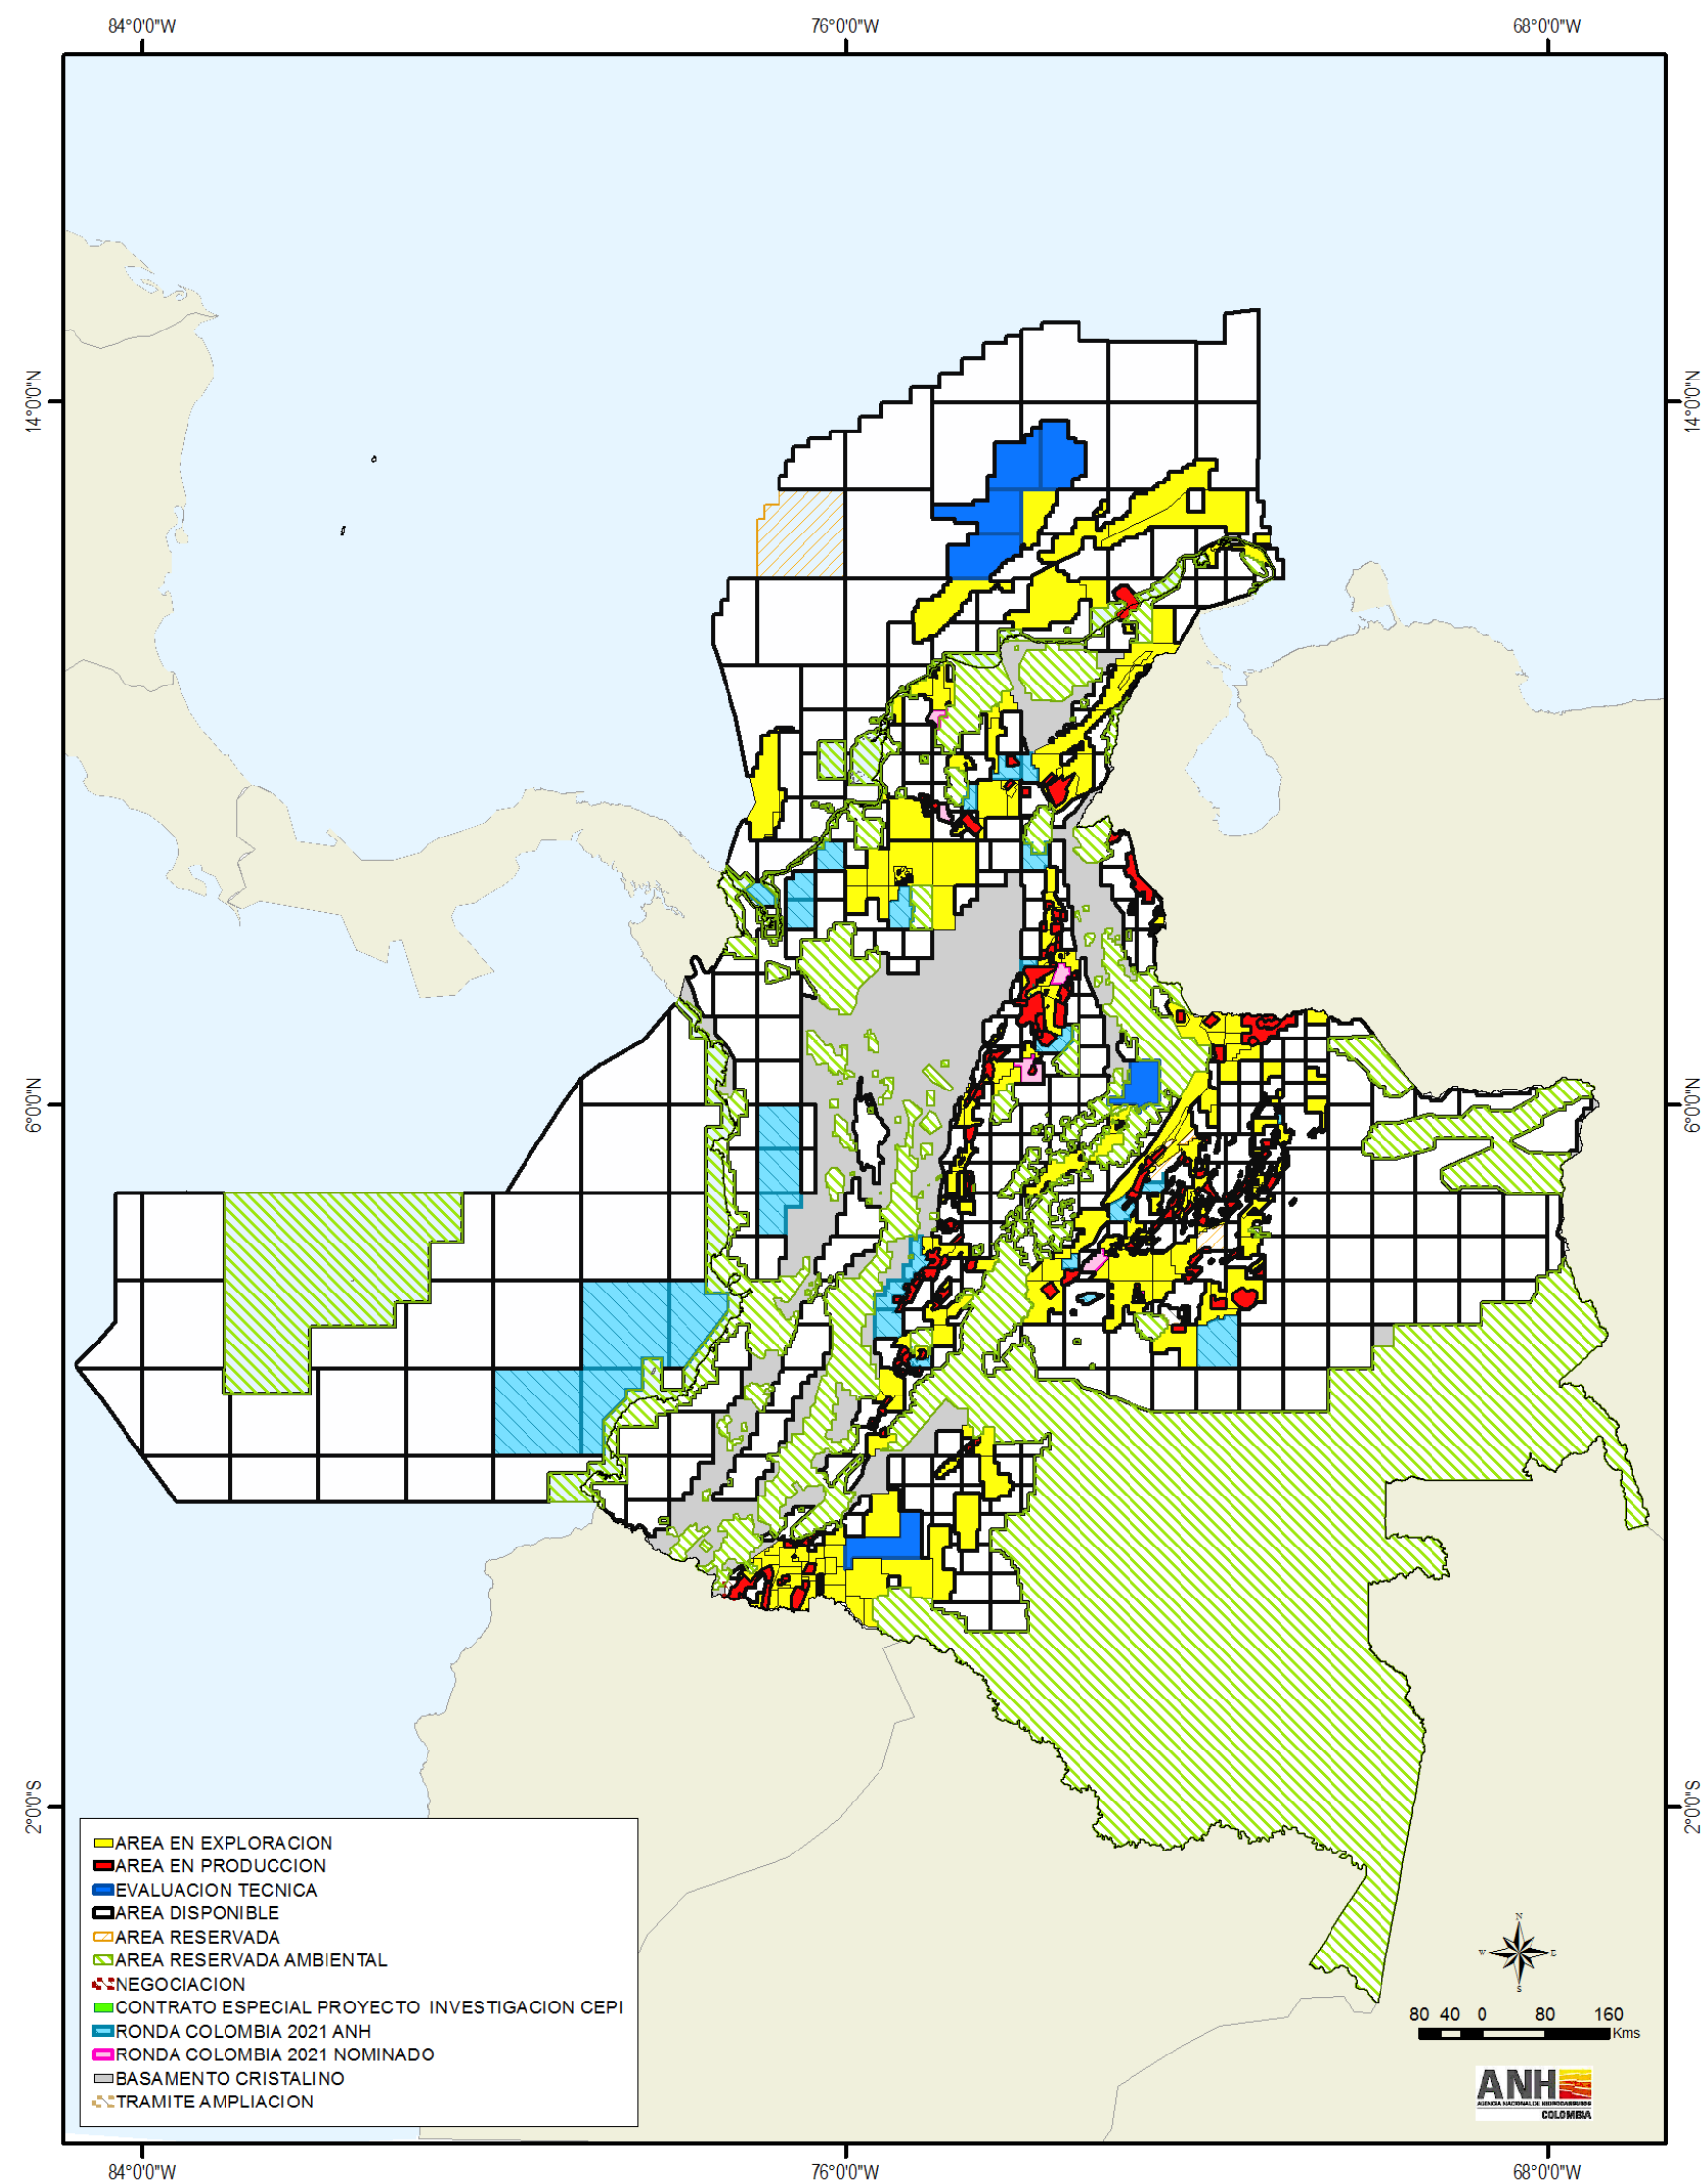 84°0'0"W 76°0'0"W 68°0'0"W
14°0'0"N 14°0'0"N
6°0'0"N 6°0'0"N
2°0'0"S 2°0'0"S
AREA EN EXPLORACION
AREA EN PRODUCCION
EVALUACION TECNICA
AREA DISPONIBLE
AREA RESERVADA
AREA RESERVADA AMBIENTAL
NEGOCIACION
CONTRATO ESPECIAL PROYECTO INVESTIGACION CEPI
RONDA COLOMBIA 2021 ANH
RONDA COLOMBIA 2021 NOMINADO
BASAMENTO CRISTALINO
TRAMITE AMPLIACION
N
W E
S
80 40 0 80 160
Kms
ANH
AGENCIA NACIONAL DE HIDROCARBUROS
COLOMBIA
84°0'0"W 76°0'0"W 68°0'0"W